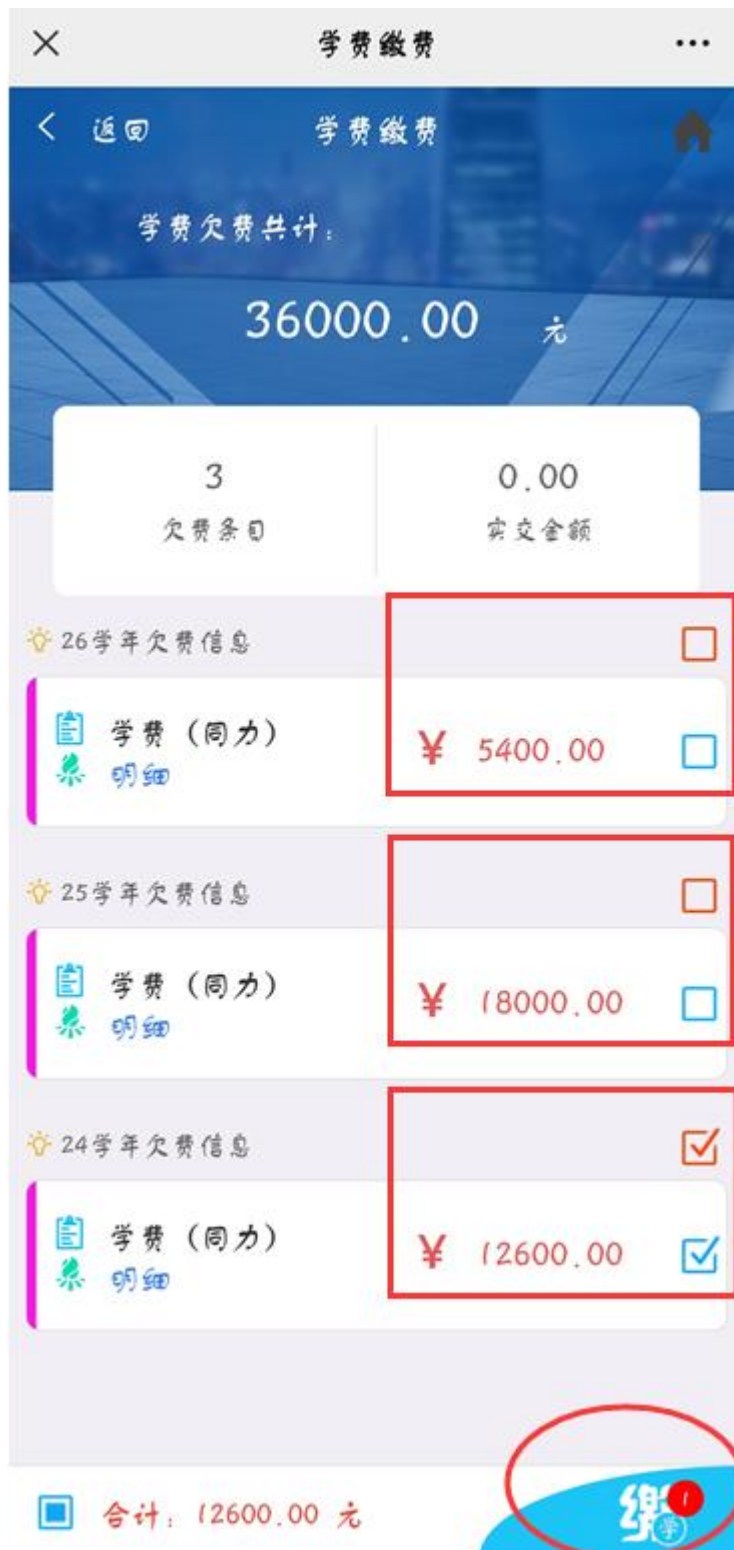 学费缴费
返回 学费缴费
学费欠费共计：
36000.00 元
3 0.00
欠费条目 实交金额
26学年欠费信息
学费（同力） ¥ 5400.00
明细
25学年欠费信息
学费（同力） ¥ 18000.00
明细
24学年欠费信息
学费（同力） ¥ 12600.00
明细
合计：12600.00 元 缴 学 1